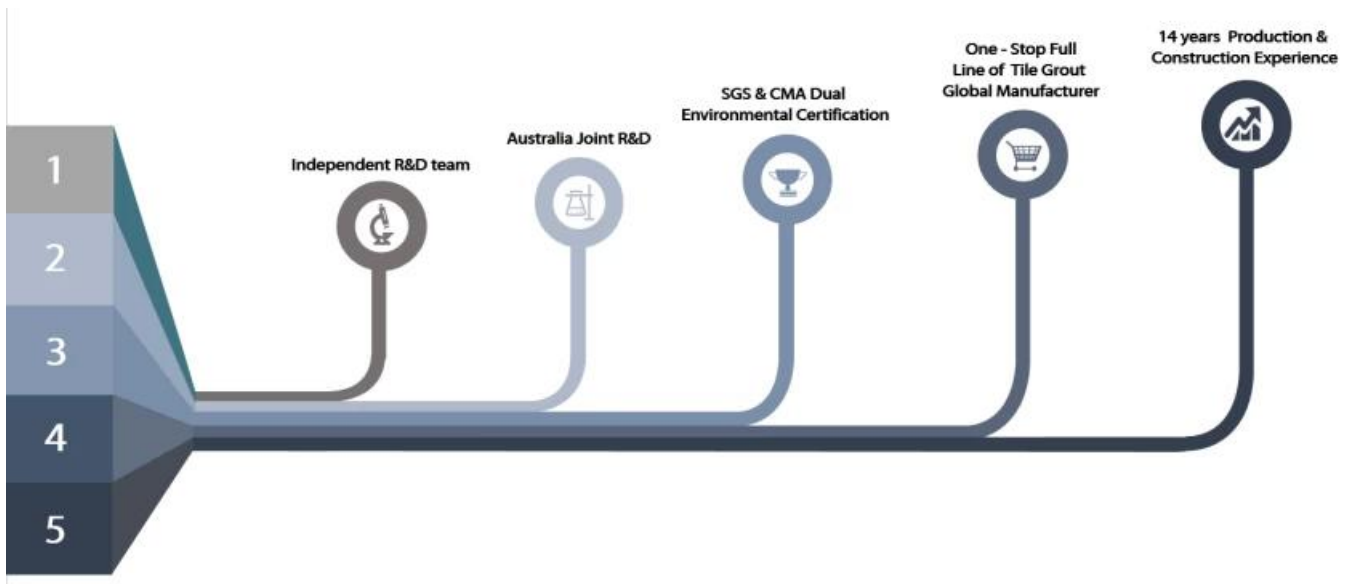 1
2
3
4
5
Independent R&D team
Australia Joint R&D
SGS & CMA Dual
Environmental Certification
One - Stop Full
Line of Tile Grout
Global Manufacturer
14 years Production &
Construction Experience